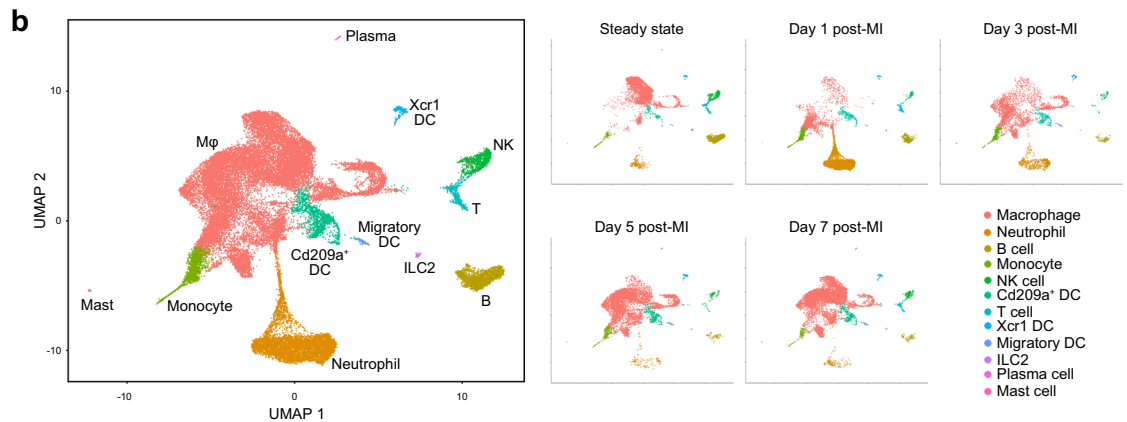 b
Plasma
Xcr1
DC
NK
Mφ
T
Migratory
DC
Cd209a⁺
DC
ILC2
B
Mast
Monocyte
Neutrophil
10
0
-10
UMAP 2
-10
0
10
UMAP 1
Steady state
Day 1 post-MI
Day 3 post-MI
Day 5 post-MI
Day 7 post-MI
Macrophage
Neutrophil
B cell
Monocyte
NK cell
Cd209a⁺ DC
T cell
Xcr1 DC
Migratory DC
ILC2
Plasma cell
Mast cell